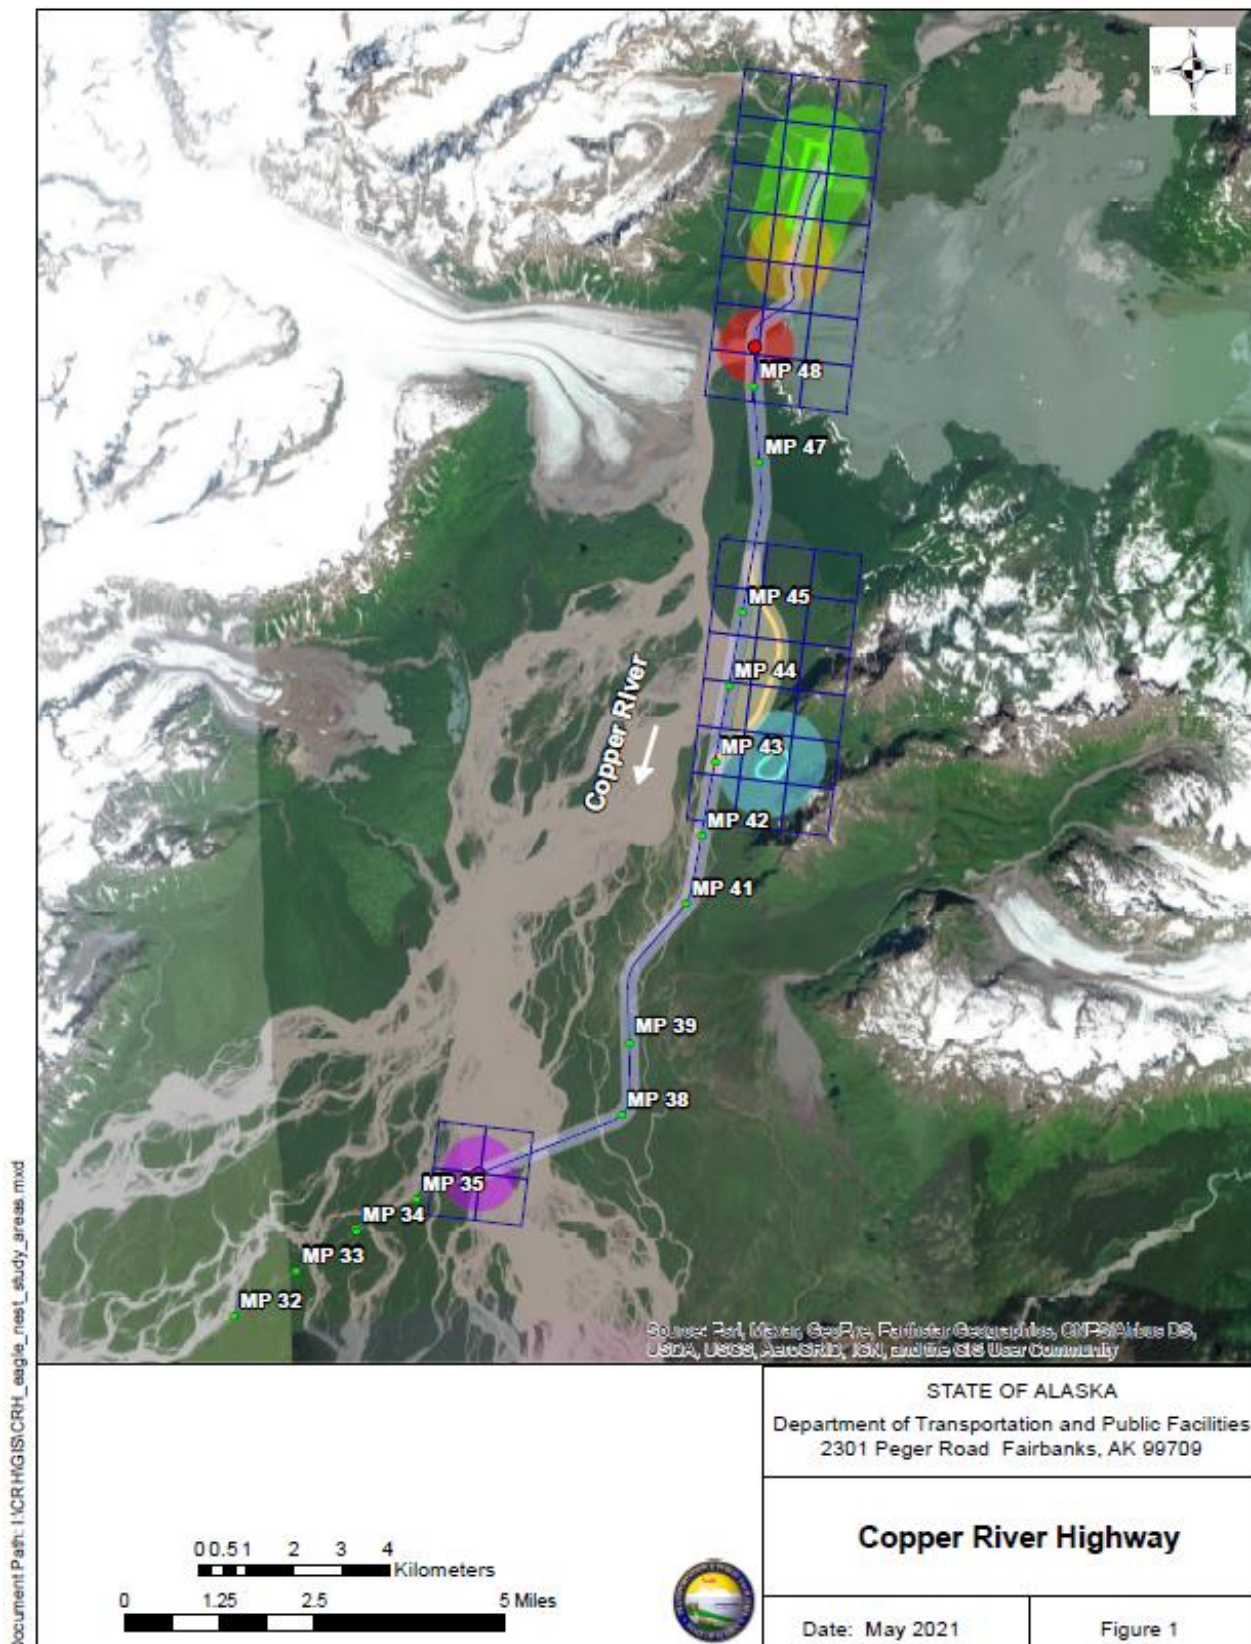 N
W E
S
MP 48
MP 47
MP 45
MP 44
Copper River
MP 43
MP 42
MP 41
MP 39
MP 38
MP 35
MP 34
MP 33
MP 32
Source: Esri, Maxar, GeoEye, Earthstar Geographics, CNES/Airbus DS,
USDA, USGS, AeroGRID, IGN, and the GIS User Community
Document Path: I:\CRH\GIS\CRH_eagle_nest_study_areas.mxd
STATE OF ALASKA
Department of Transportation and Public Facilities
2301 Peger Road Fairbanks, AK 99709
Copper River Highway
0 0.5 1 2 3 4
Kilometers
0 1.25 2.5 5 Miles
Date: May 2021
Figure 1